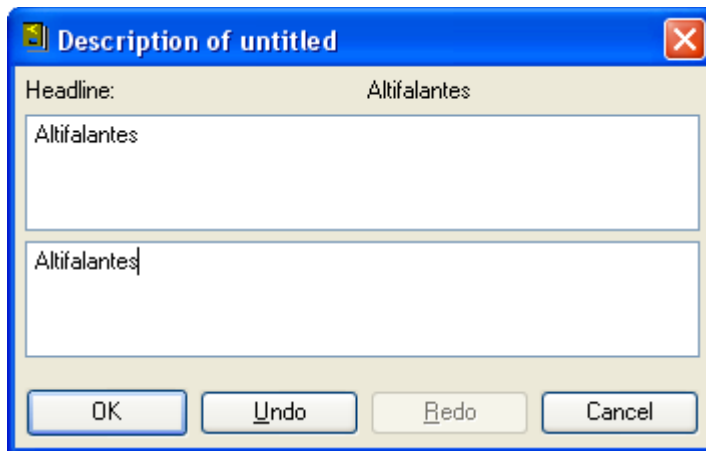 Description of untitled
Headline: Altifalantes
Altifalantes
Altifalantes
OK Undo Redo Cancel